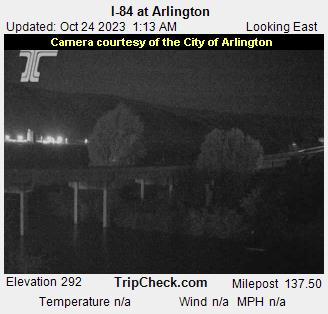 I-84 at Arlington
Updated: Oct 24 2023 1:13 AM Looking East
Camera courtesy of the City of Arlington
Elevation 292 TripCheck.com Milepost 137.50
Temperature n/a Wind n/a MPH n/a